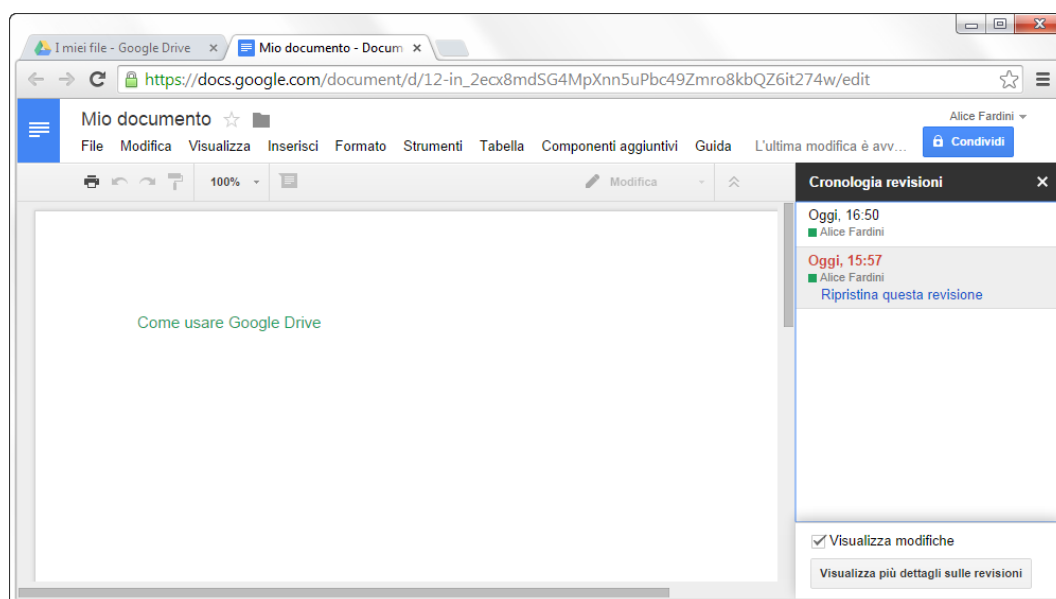 I miei file - Google Drive
Mio documento - Docum
https://docs.google.com/document/d/12-in_2ecx8mdSG4MpXnn5uPbc49Zmro8kbQZ6it274w/edit
Mio documento
Alice Fardini
File Modifica Visualizza Inserisci Formato Strumenti Tabella Componenti aggiuntivi Guida L'ultima modifica è avv...
Condividi
100%
Modifica
Cronologia revisioni
Oggi, 16:50
Alice Fardini
Oggi, 15:57
Alice Fardini
Ripristina questa revisione
Come usare Google Drive
Visualizza modifiche
Visualizza più dettagli sulle revisioni